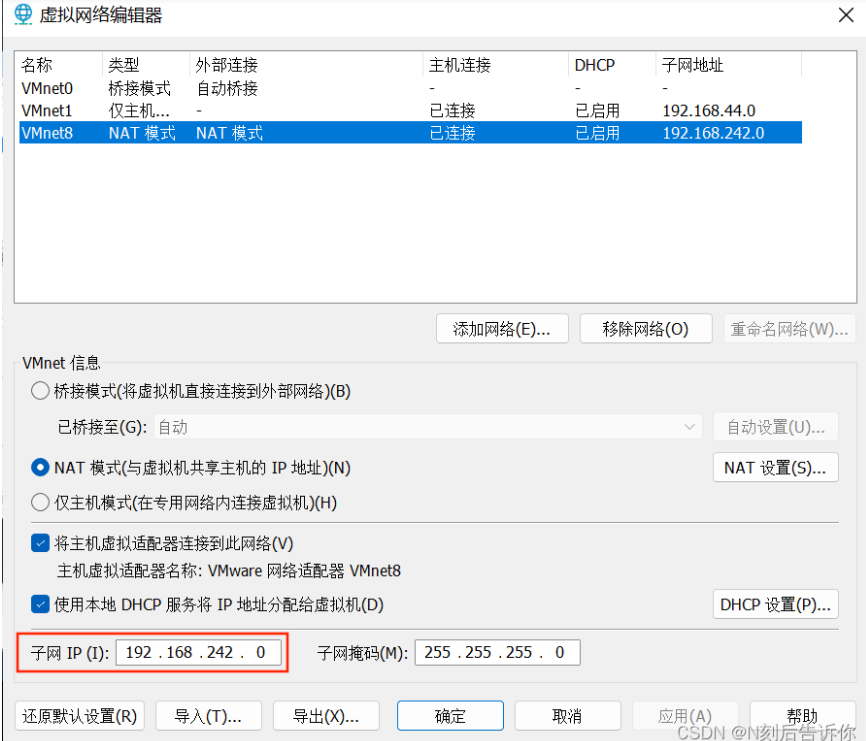 虚拟网络编辑器
名称 类型 外部连接 主机连接 DHCP 子网地址
VMnet0 桥接模式 自动桥接 - - -
VMnet1 仅主机... - 已连接 已启用 192.168.44.0
VMnet8 NAT 模式 NAT 模式 已连接 已启用 192.168.242.0
添加网络(E)... 移除网络(O) 重命名网络(W)...
VMnet 信息
桥接模式(将虚拟机直接连接到外部网络)(B)
已桥接至(G): 自动 自动设置(U)...
NAT 模式(与虚拟机共享主机的 IP 地址)(N) NAT 设置(S)...
仅主机模式(在专用网络内连接虚拟机)(H)
将主机虚拟适配器连接到此网络(V)
主机虚拟适配器名称: VMware 网络适配器 VMnet8
使用本地 DHCP 服务将 IP 地址分配给虚拟机(D) DHCP 设置(P)...
子网 IP (I): 192 . 168 . 242 . 0 子网掩码(M): 255 . 255 . 255 . 0
还原默认设置(R) 导入(T)... 导出(X)... 确定 取消 应用(A) 帮助
CSDN @N刻后告诉你